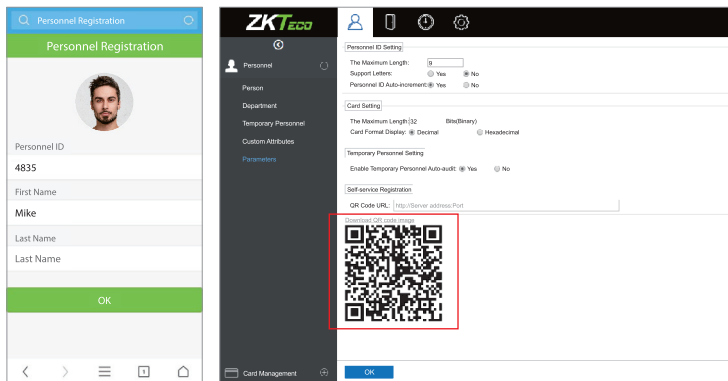 Personnel Registration
Personnel Registration
Personnel ID
4835
First Name
Mike
Last Name
Last Name
OK
1
ZKTECO
Personnel
Person
Department
Temporary Personnel
Custom Attributes
Parameters
Card Management
Personnel ID Setting
The Maximum Length: 9
Support Letters: Yes No
Personnel ID Auto-increment: Yes No
Card Setting
The Maximum Length:32 Bits(Binary)
Card Format Display: Decimal Hexadecimal
Temporary Personnel Setting
Enable Temporary Personnel Auto-audit: Yes No
Self-service Registration
QR Code URL: http://Server address:Port
Download QR code image
OK